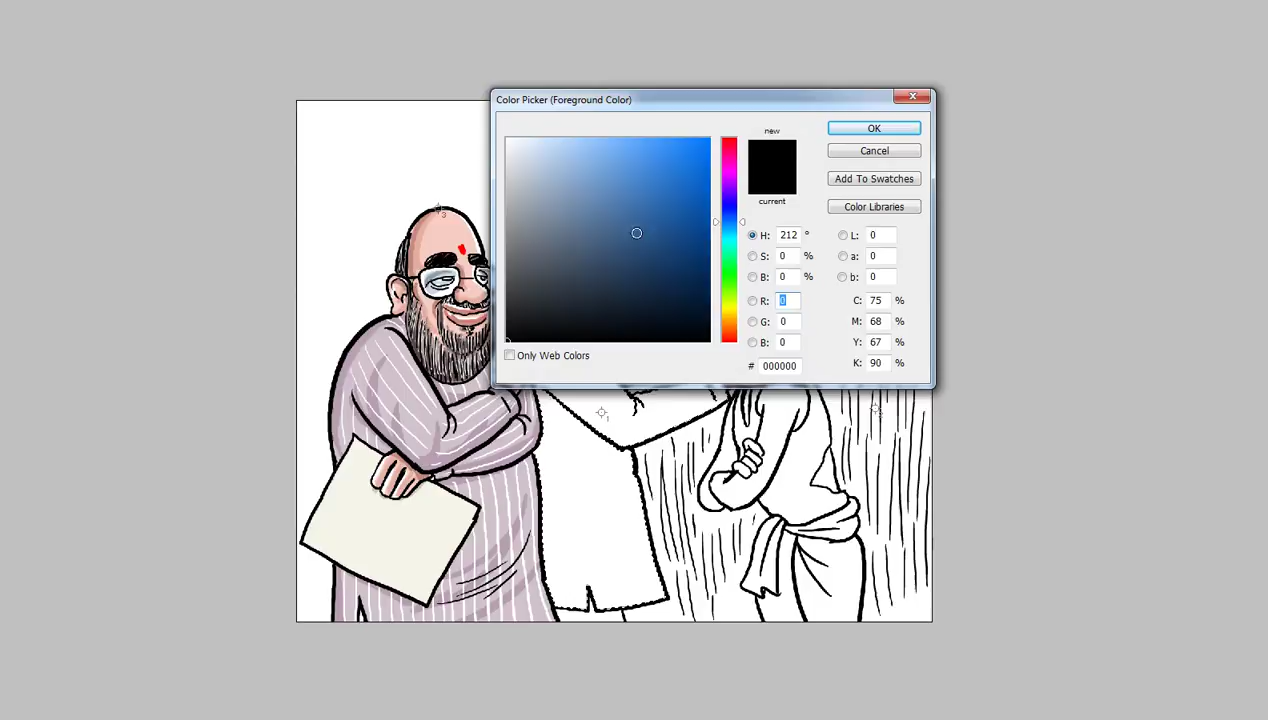 Color Picker (Foreground Color)
new
OK
Cancel
Add To Swatches
current
Color Libraries
H: 212 °
L: 0
S: 0 %
a: 0
B: 0 %
b: 0
R: 0
C: 75 %
G: 0
M: 68 %
B: 0
Y: 67 %
Only Web Colors
# 000000
K: 90 %